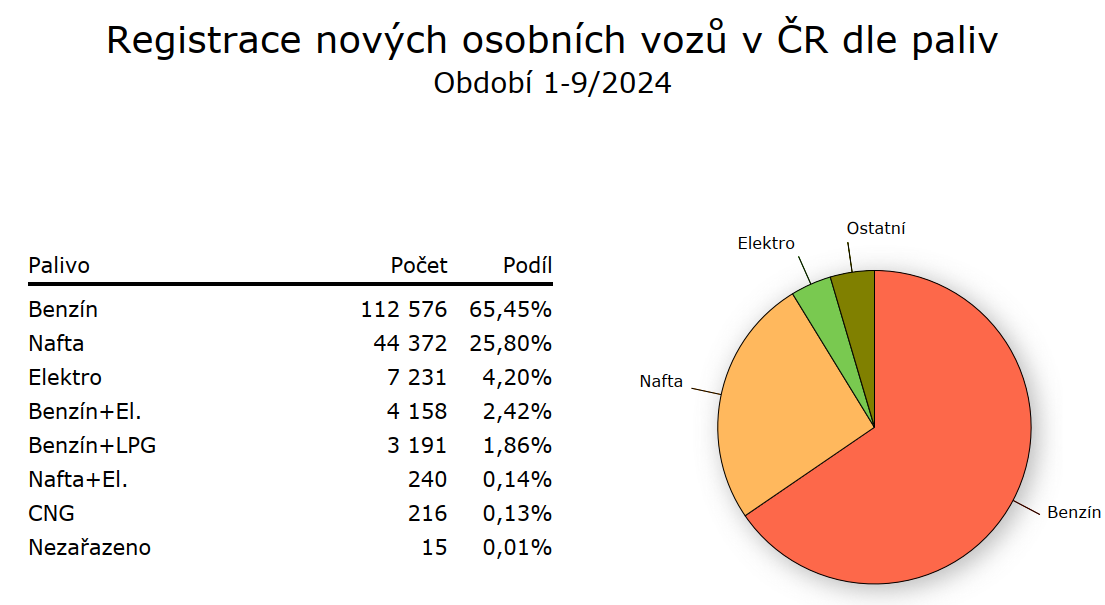 Registrace nových osobních vozů v ČR dle paliv
Období 1-9/2024
Palivo Počet Podíl
Benzín 112 576 65,45%
Nafta 44 372 25,80%
Elektro 7 231 4,20%
Benzín+El. 4 158 2,42%
Benzín+LPG 3 191 1,86%
Nafta+El. 240 0,14%
CNG 216 0,13%
Nezařazeno 15 0,01%
Ostatní
Elektro
Nafta
Benzín